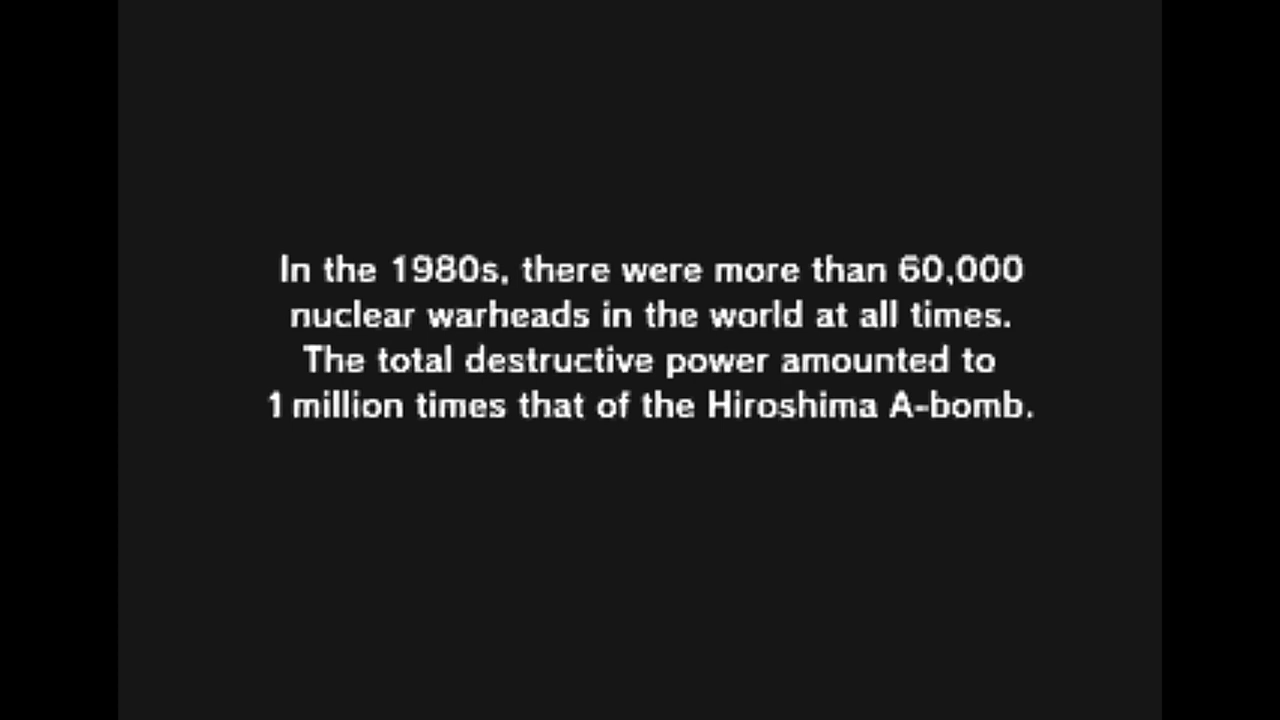 In the 1980s, there were more than 60,000
nuclear warheads in the world at all times.
The total destructive power amounted to
1 million times that of the Hiroshima A-bomb.